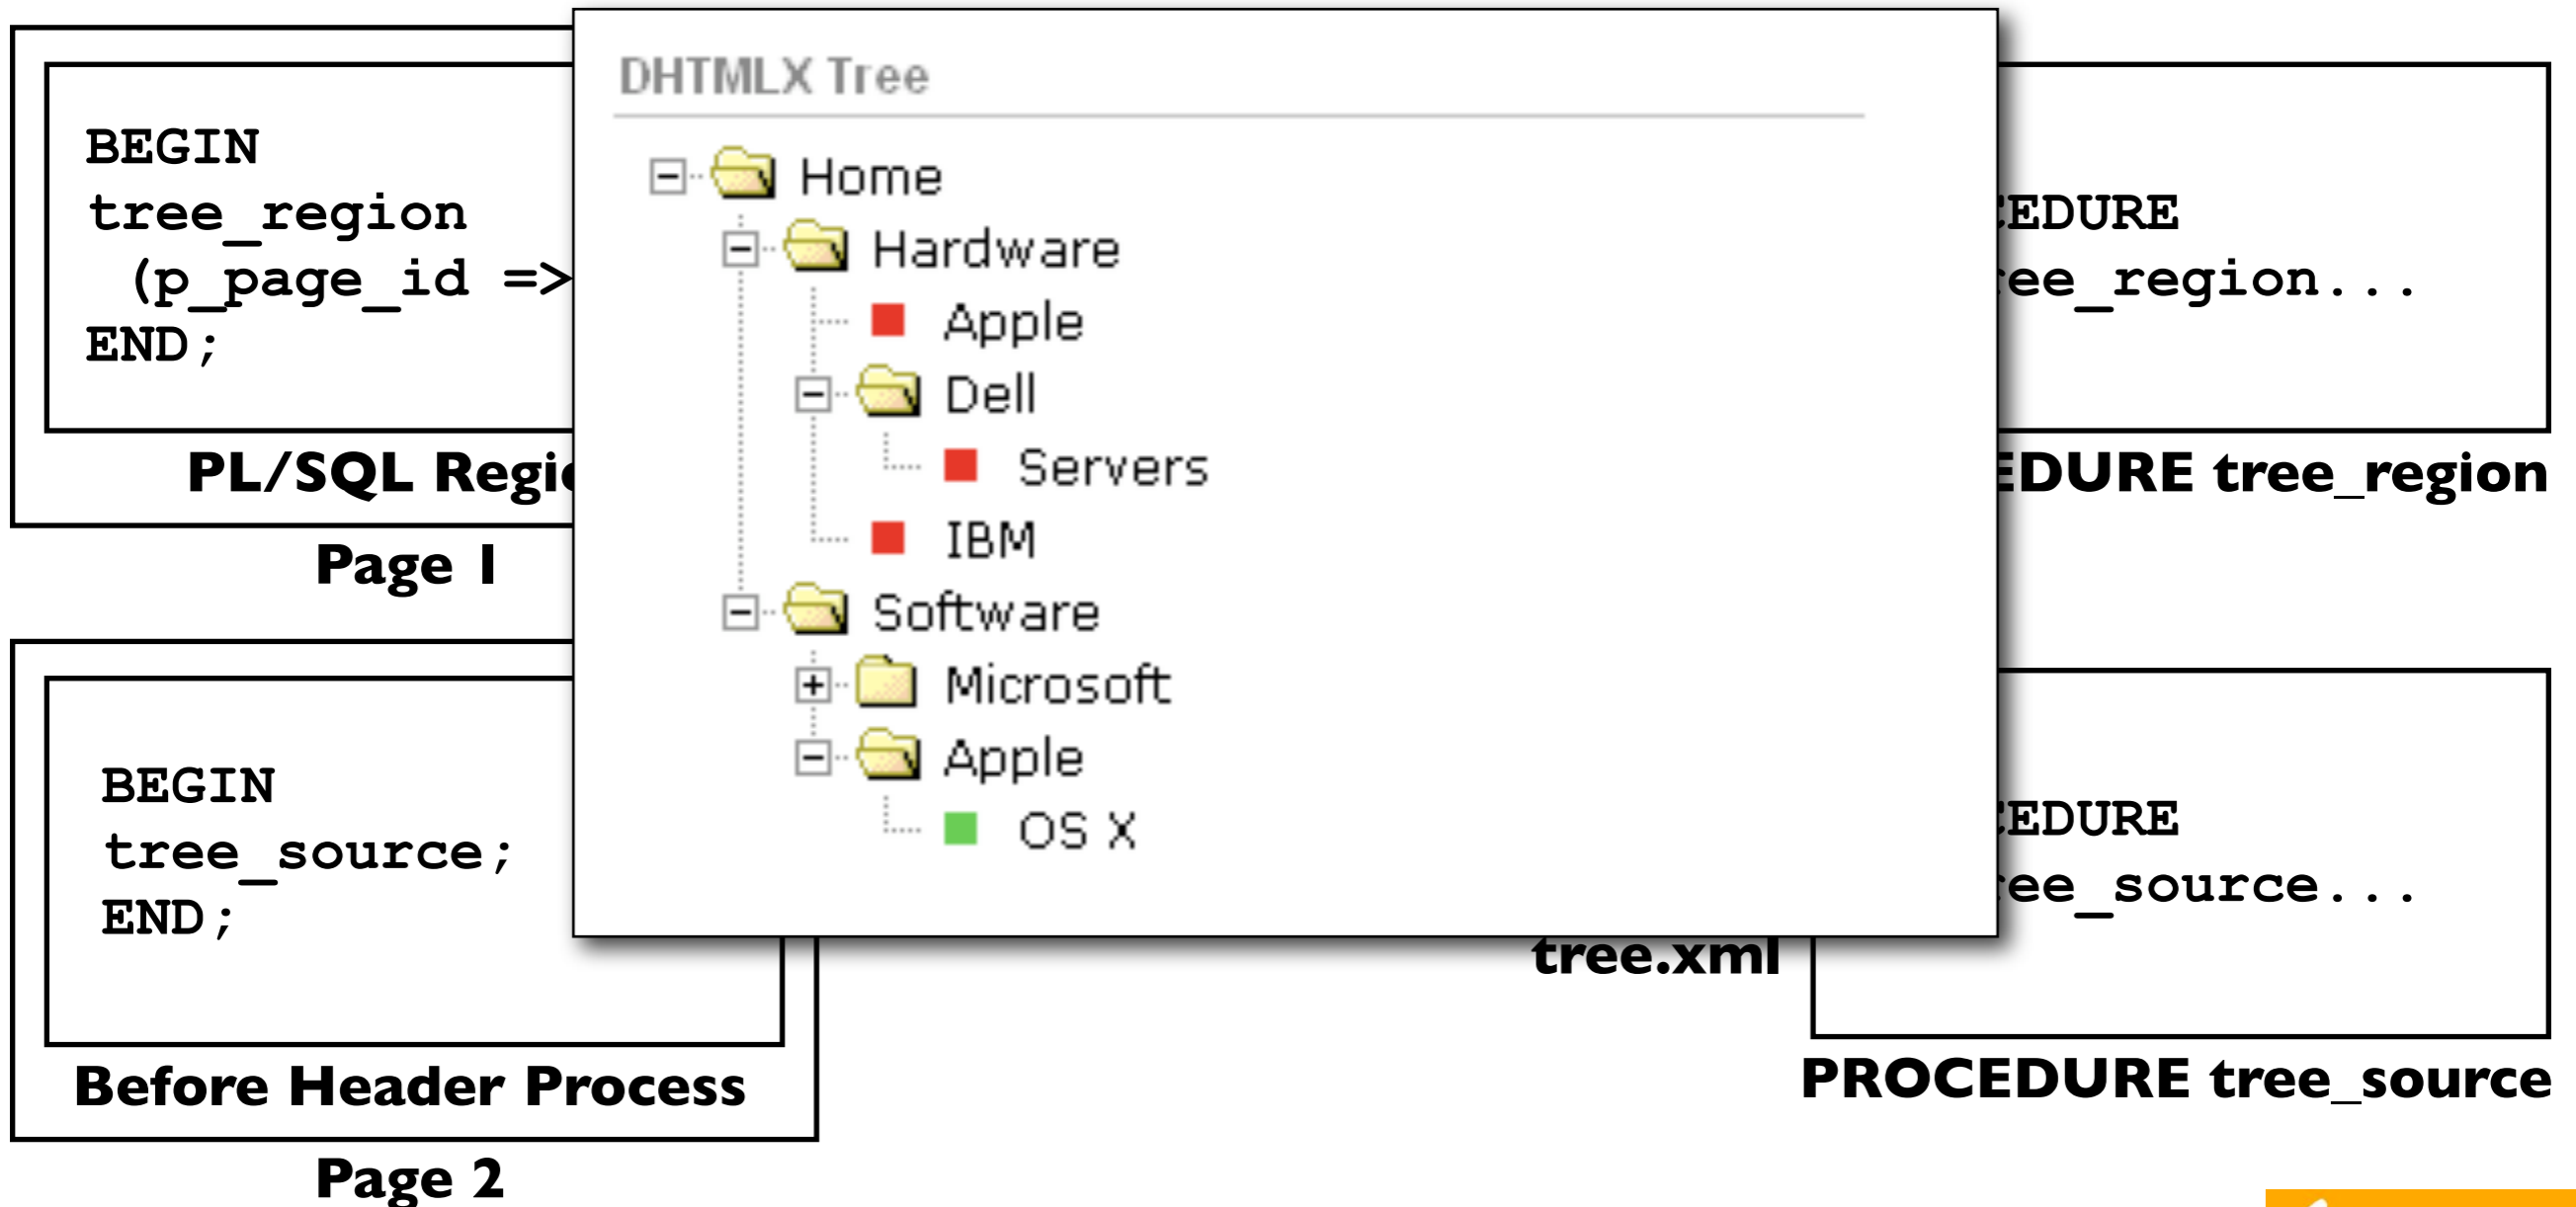 BEGIN
tree_region
(p_page_id =>
END;
PL/SQL Regi
Page 1
BEGIN
tree_source;
END;
Before Header Process
Page 2
DHTMLX Tree
Home
Hardware
Apple
Dell
Servers
IBM
Software
Microsoft
Apple
OS X
tree.xml
EDURE
ee_region...
EDURE tree_region
EDURE
ee_source...
PROCEDURE tree_source